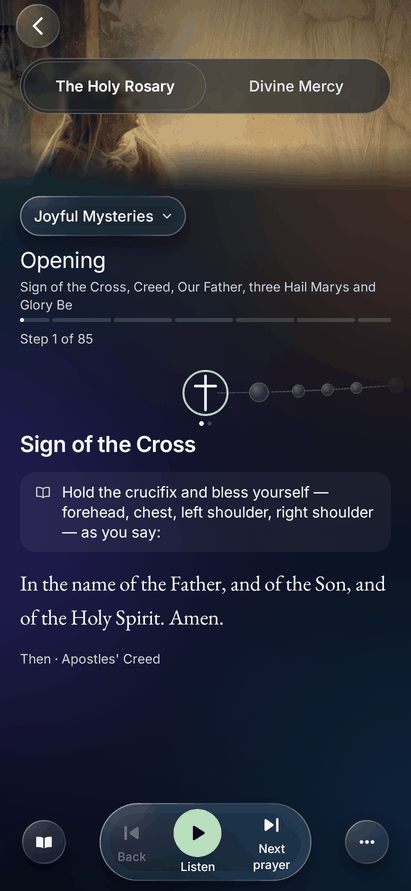 The Holy Rosary
Divine Mercy
Joyful Mysteries
Opening
Sign of the Cross, Creed, Our Father, three Hail Marys and
Glory Be
Step 1 of 85
Sign of the Cross
Hold the crucifix and bless yourself —
forehead, chest, left shoulder, right shoulder
— as you say:
In the name of the Father, and of the Son, and
of the Holy Spirit. Amen.
Then · Apostles' Creed
Back
Listen
Next
prayer